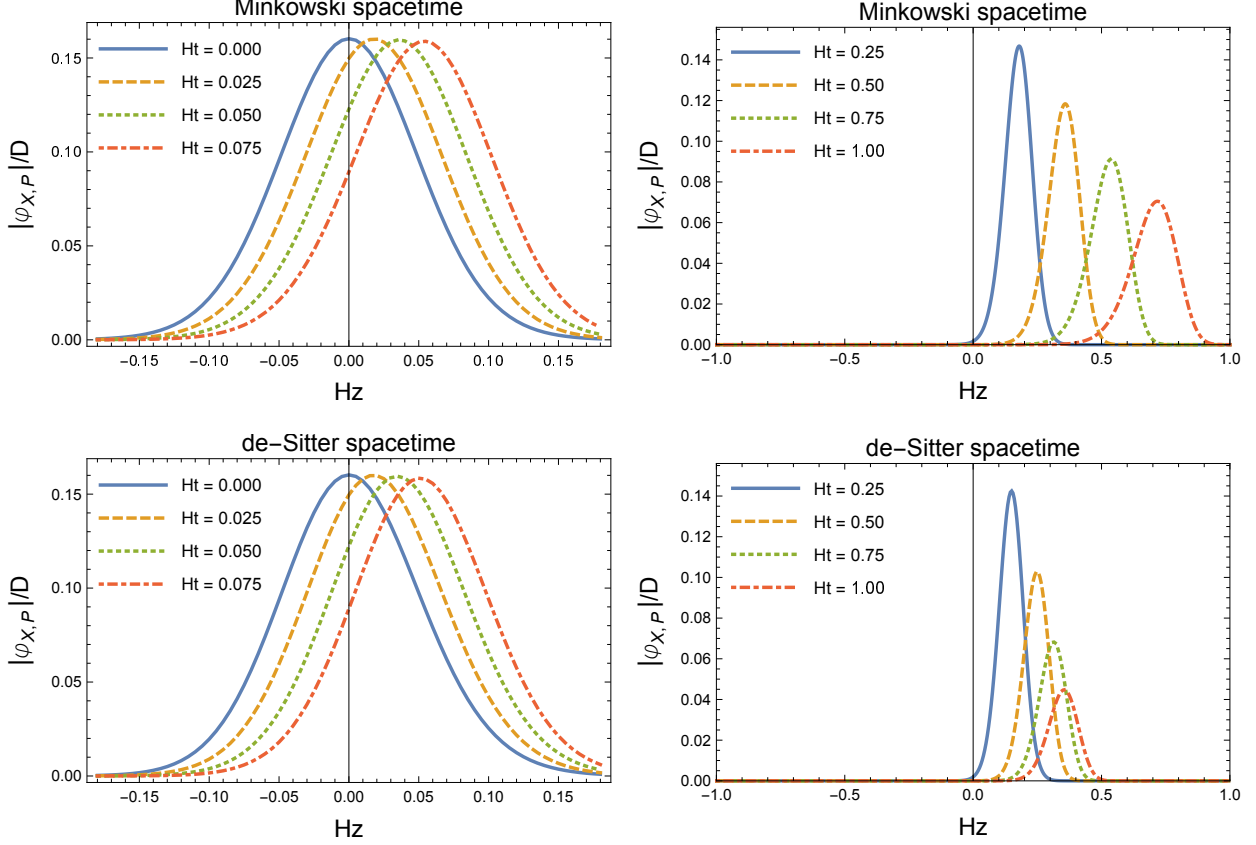 Minkowski spacetime
|φX,P|/D
0.15
0.10
0.05
0.00
Ht = 0.000
Ht = 0.025
Ht = 0.050
Ht = 0.075
−0.15 −0.10 −0.05 0.00 0.05 0.10 0.15
Hz
Minkowski spacetime
|φX,P|/D
0.14
0.12
0.10
0.08
0.06
0.04
0.02
0.00
Ht = 0.25
Ht = 0.50
Ht = 0.75
Ht = 1.00
−1.0 −0.5 0.0 0.5 1.0
Hz
de−Sitter spacetime
|φX,P|/D
0.15
0.10
0.05
0.00
Ht = 0.000
Ht = 0.025
Ht = 0.050
Ht = 0.075
−0.15 −0.10 −0.05 0.00 0.05 0.10 0.15
Hz
de−Sitter spacetime
|φX,P|/D
0.14
0.12
0.10
0.08
0.06
0.04
0.02
0.00
Ht = 0.25
Ht = 0.50
Ht = 0.75
Ht = 1.00
−1.0 −0.5 0.0 0.5 1.0
Hz